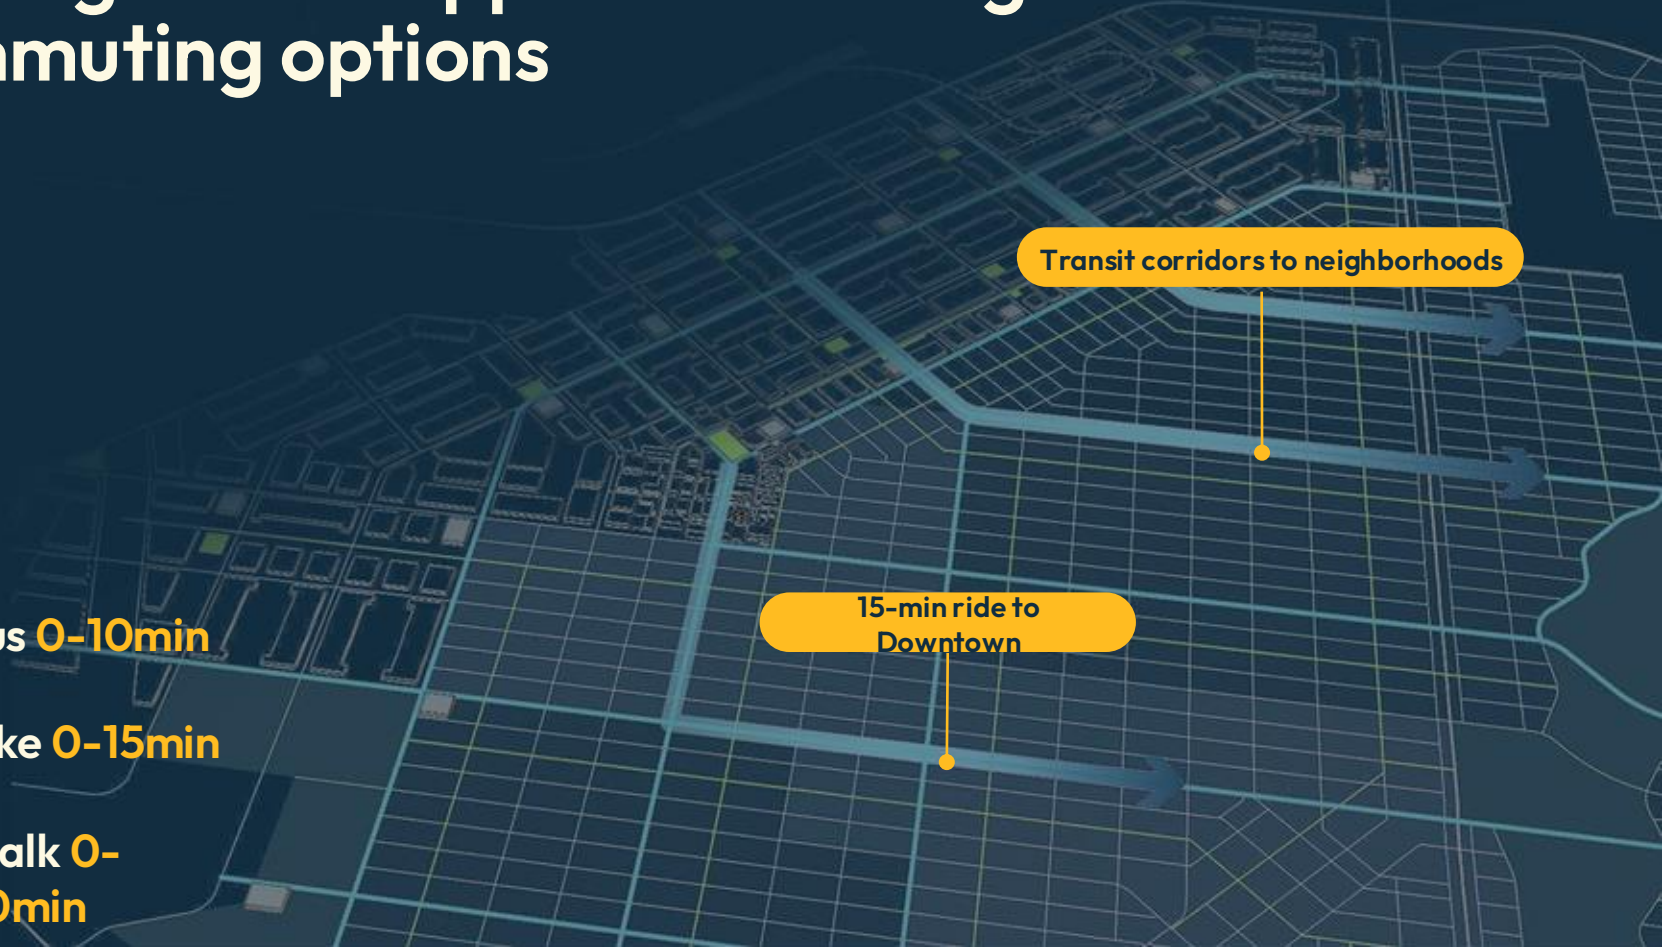 muting options
Transit corridors to neighborhoods
15-min ride to
Downtown
us 0-10min
ke 0-15min
alk 0-
0min